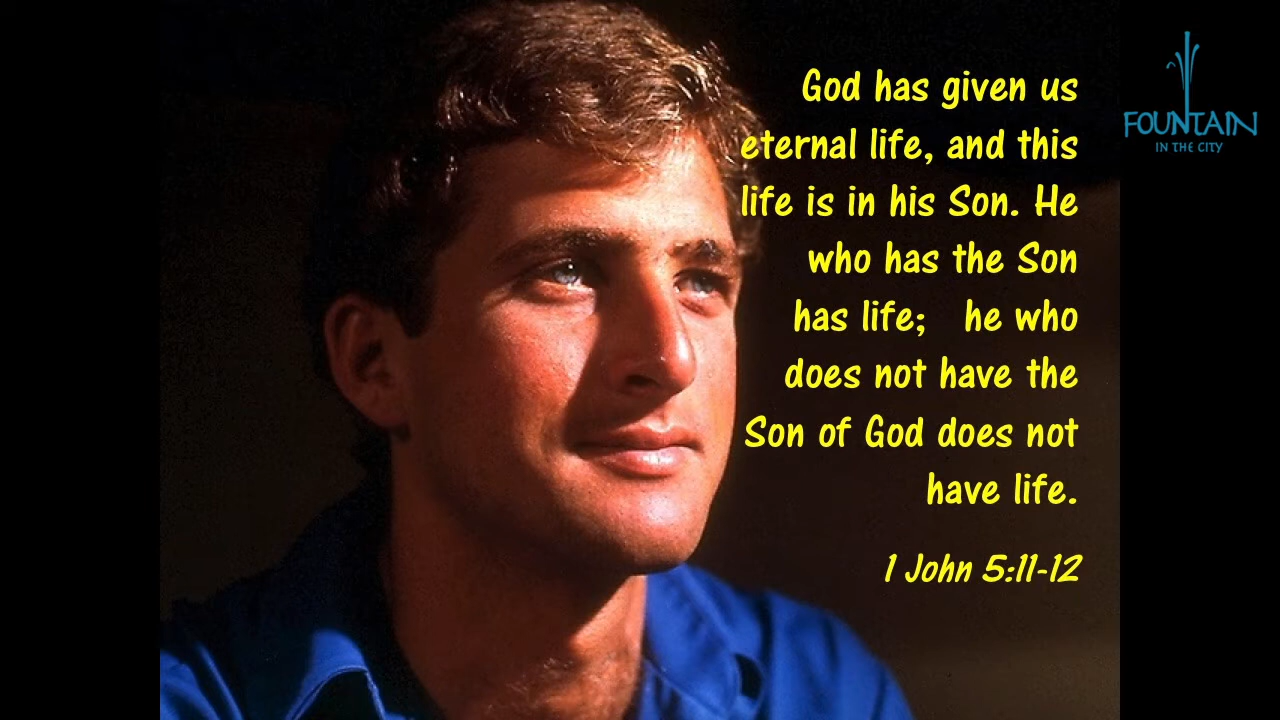 God has given us
eternal life, and this
life is in his Son. He
who has the Son
has life;   he who
does not have the
Son of God does not
have life.
1 John 5:11-12
FOUNTAIN
IN THE CITY